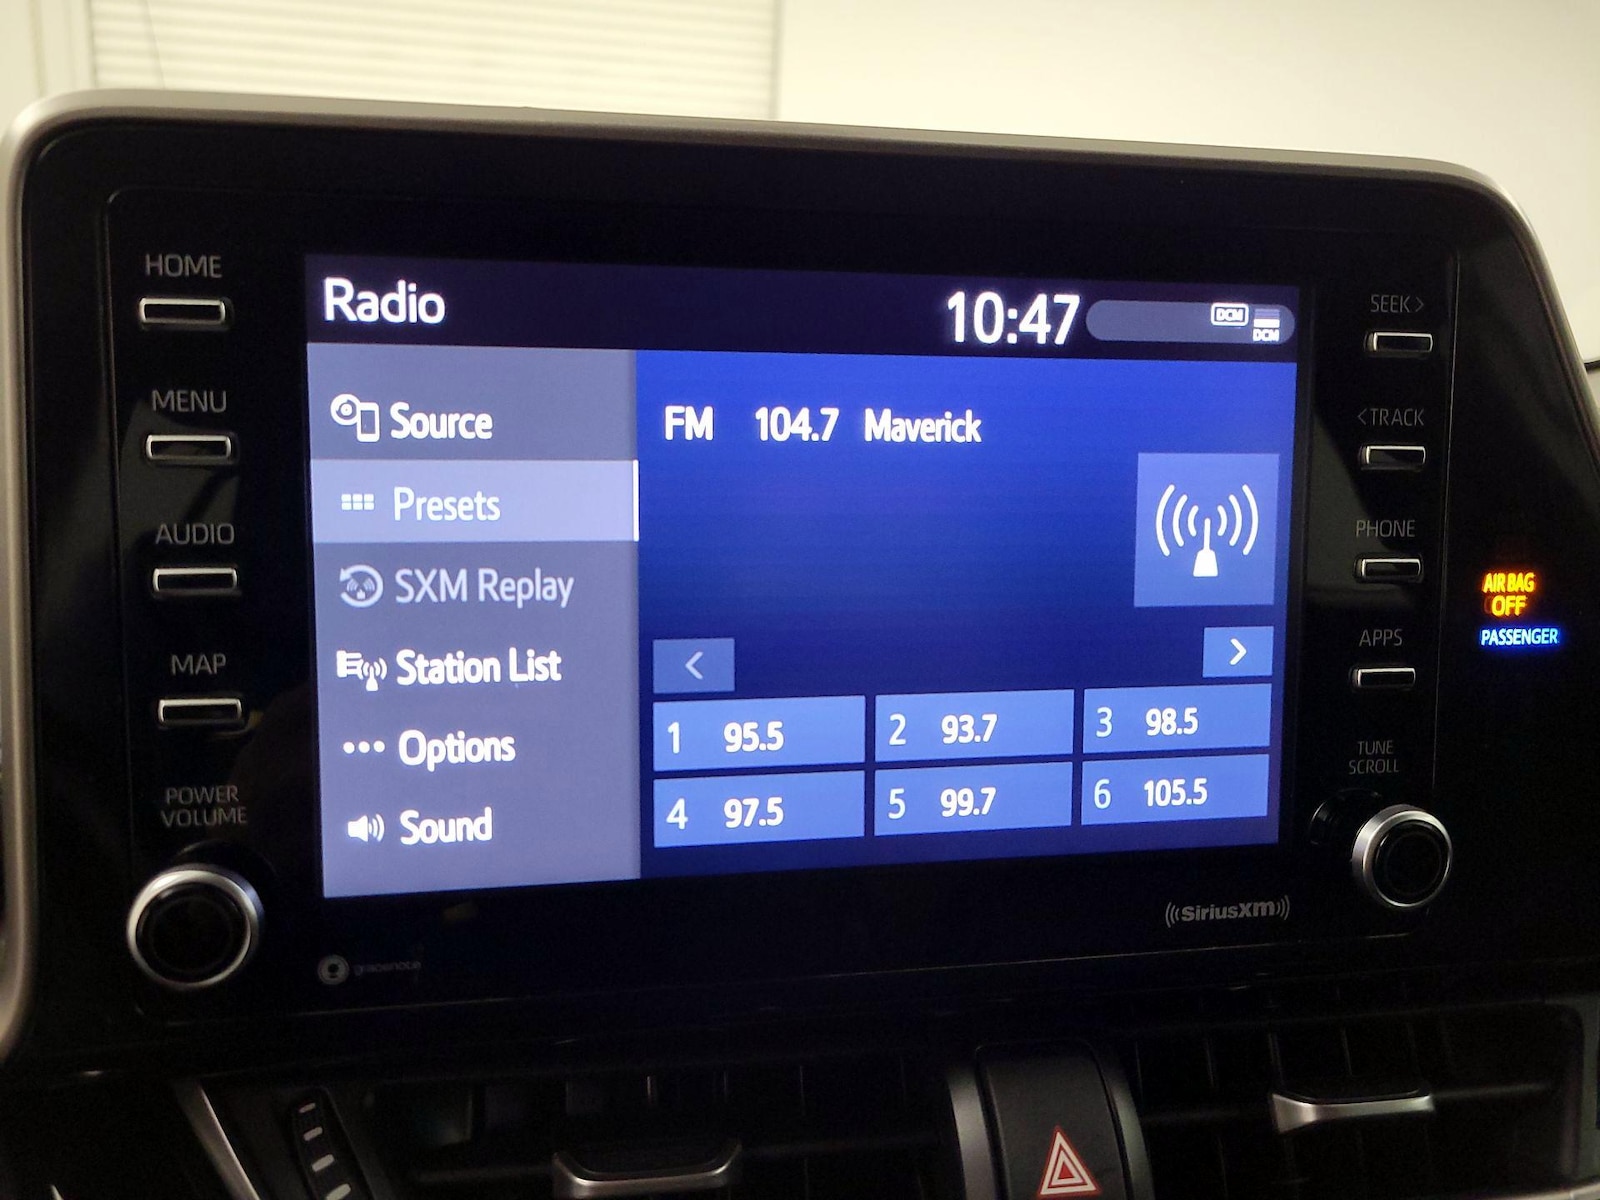 HOME
MENU
AUDIO
MAP
POWER
VOLUME
Radio
10:47
DCM
DCM
Source
Presets
SXM Replay
Station List
Options
Sound
FM 104.7 Maverick
<
>
1 95.5
2 93.7
3 98.5
4 97.5
5 99.7
6 105.5
SEEK >
< TRACK
PHONE
APPS
TUNE
SCROLL
AIR BAG
OFF
PASSENGER
SiriusXM
gracenote